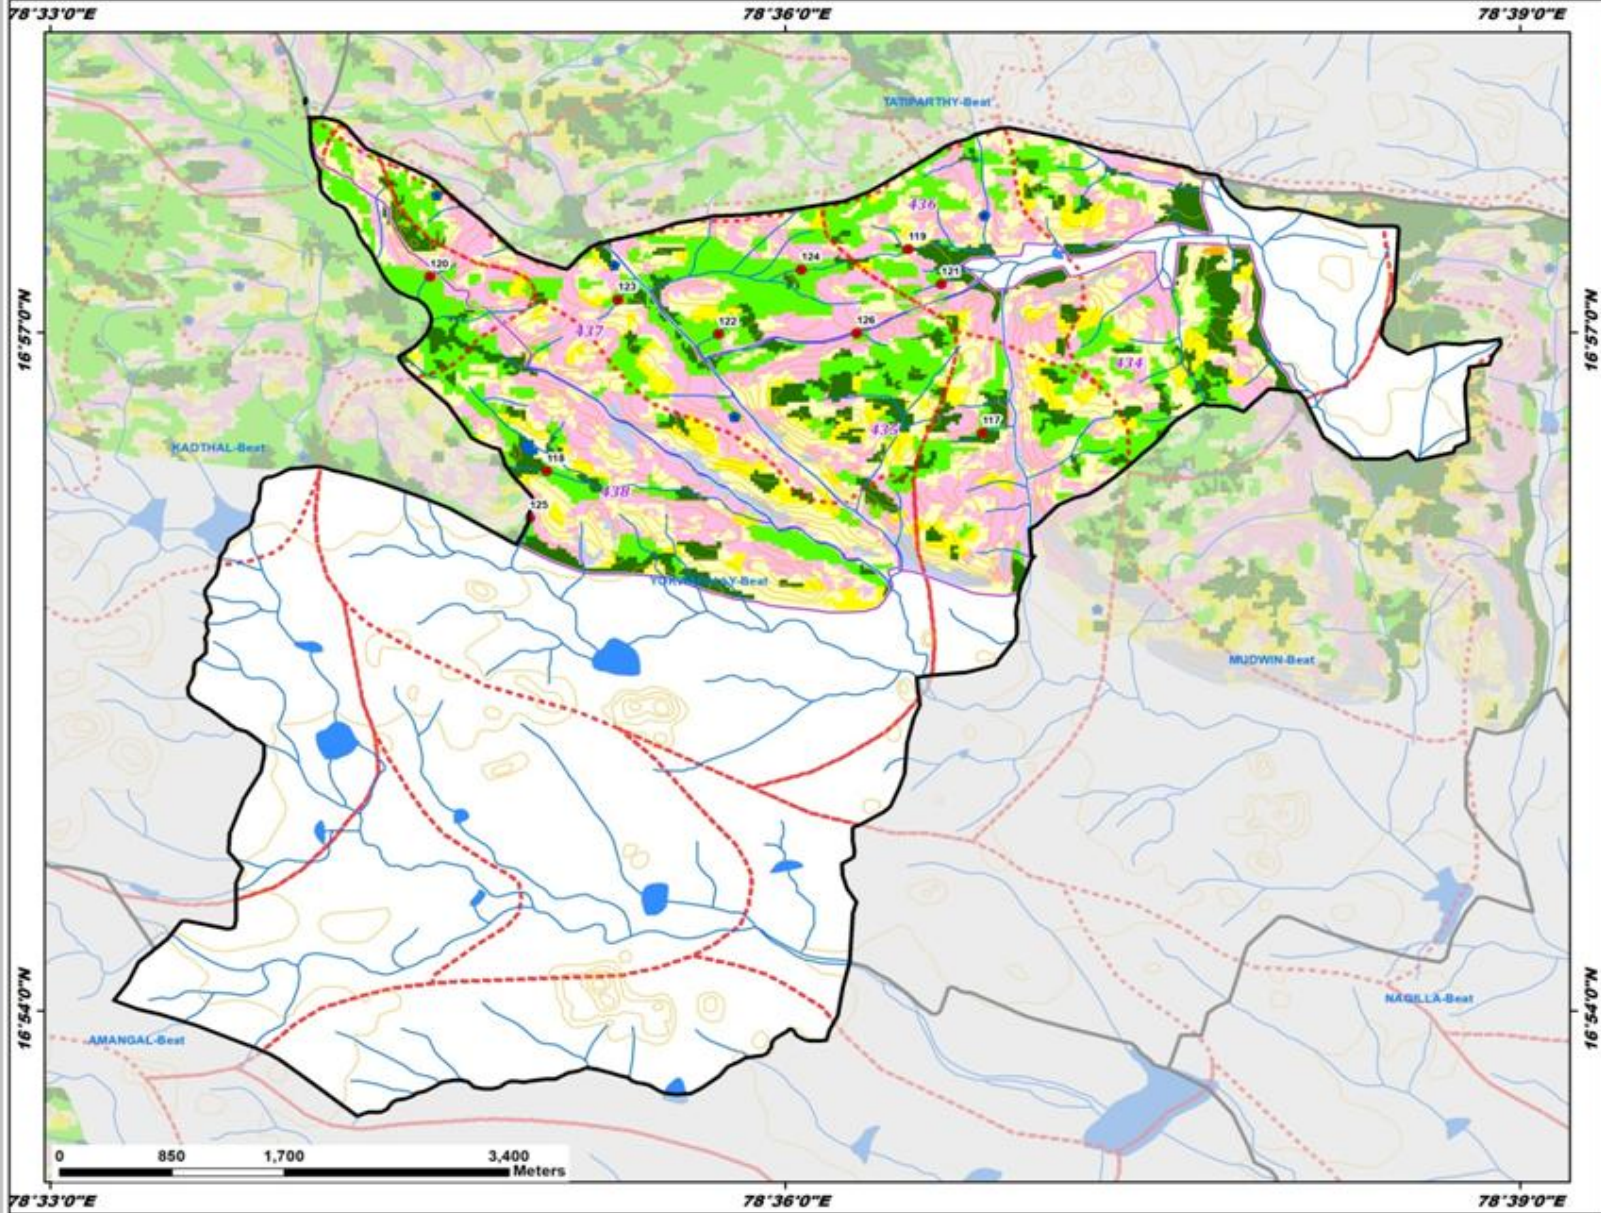 78°33'0"E
78°36'0"E
78°39'0"E
TATIPARTHY-Beat
436
119
124
120
121
123
16°57'0"N
16°57'0"N
437
122
126
434
435
117
KADTHAL-Beat
118
438
125
MUDWIN-Beat
NAGILLA-Beat
16°54'0"N
16°54'0"N
AMANGAL-Beat
0 850 1,700 3,400
Meters
78°33'0"E
78°36'0"E
78°39'0"E